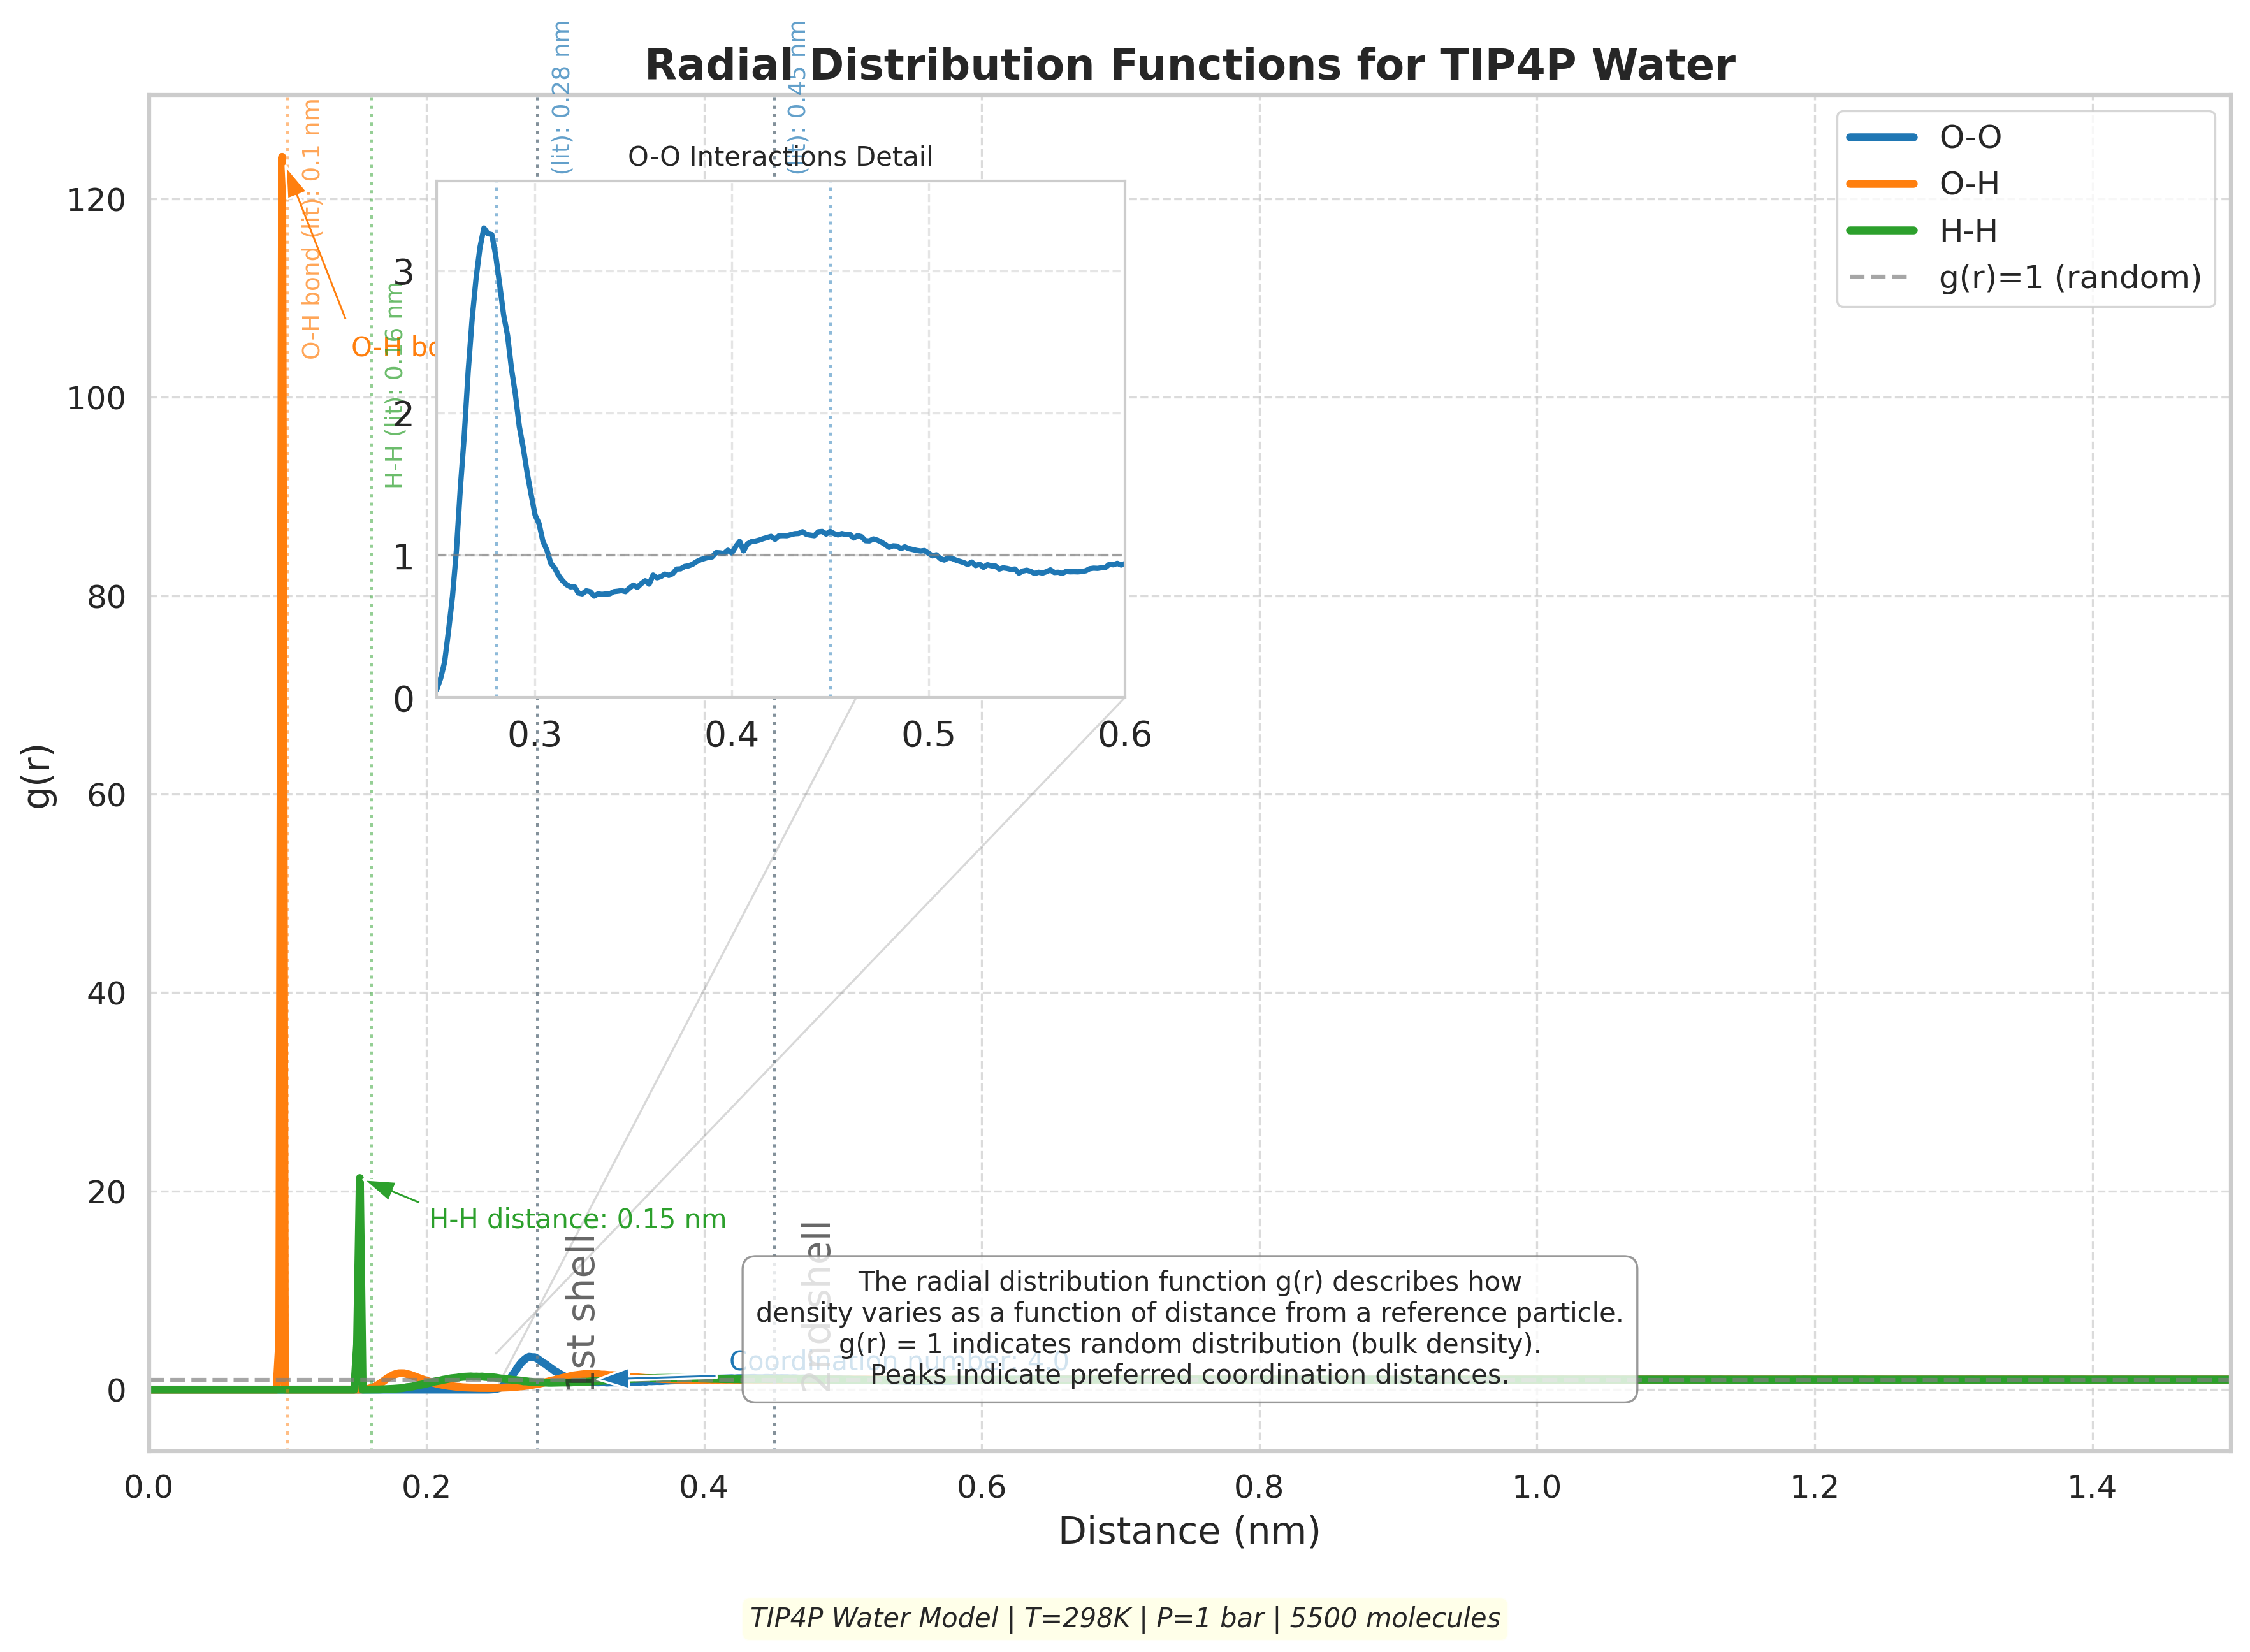 Radial Distribution Functions for TIP4P Water
(lit): 0.28 nm
(lit): 0.45 nm
O-H bond (lit): 0.1 nm
H-H (lit): 0.16 nm
O-H bo
O-O Interactions Detail
3
2
1
0
0.3 0.4 0.5 0.6
O-O
O-H
H-H
g(r)=1 (random)
g(r)
120
100
80
60
40
20
0
H-H distance: 0.15 nm
1st shell
2nd shell
Coordination number: 4.0
The radial distribution function g(r) describes how
density varies as a function of distance from a reference particle.
g(r) = 1 indicates random distribution (bulk density).
Peaks indicate preferred coordination distances.
0.0 0.2 0.4 0.6 0.8 1.0 1.2 1.4
Distance (nm)
TIP4P Water Model | T=298K | P=1 bar | 5500 molecules